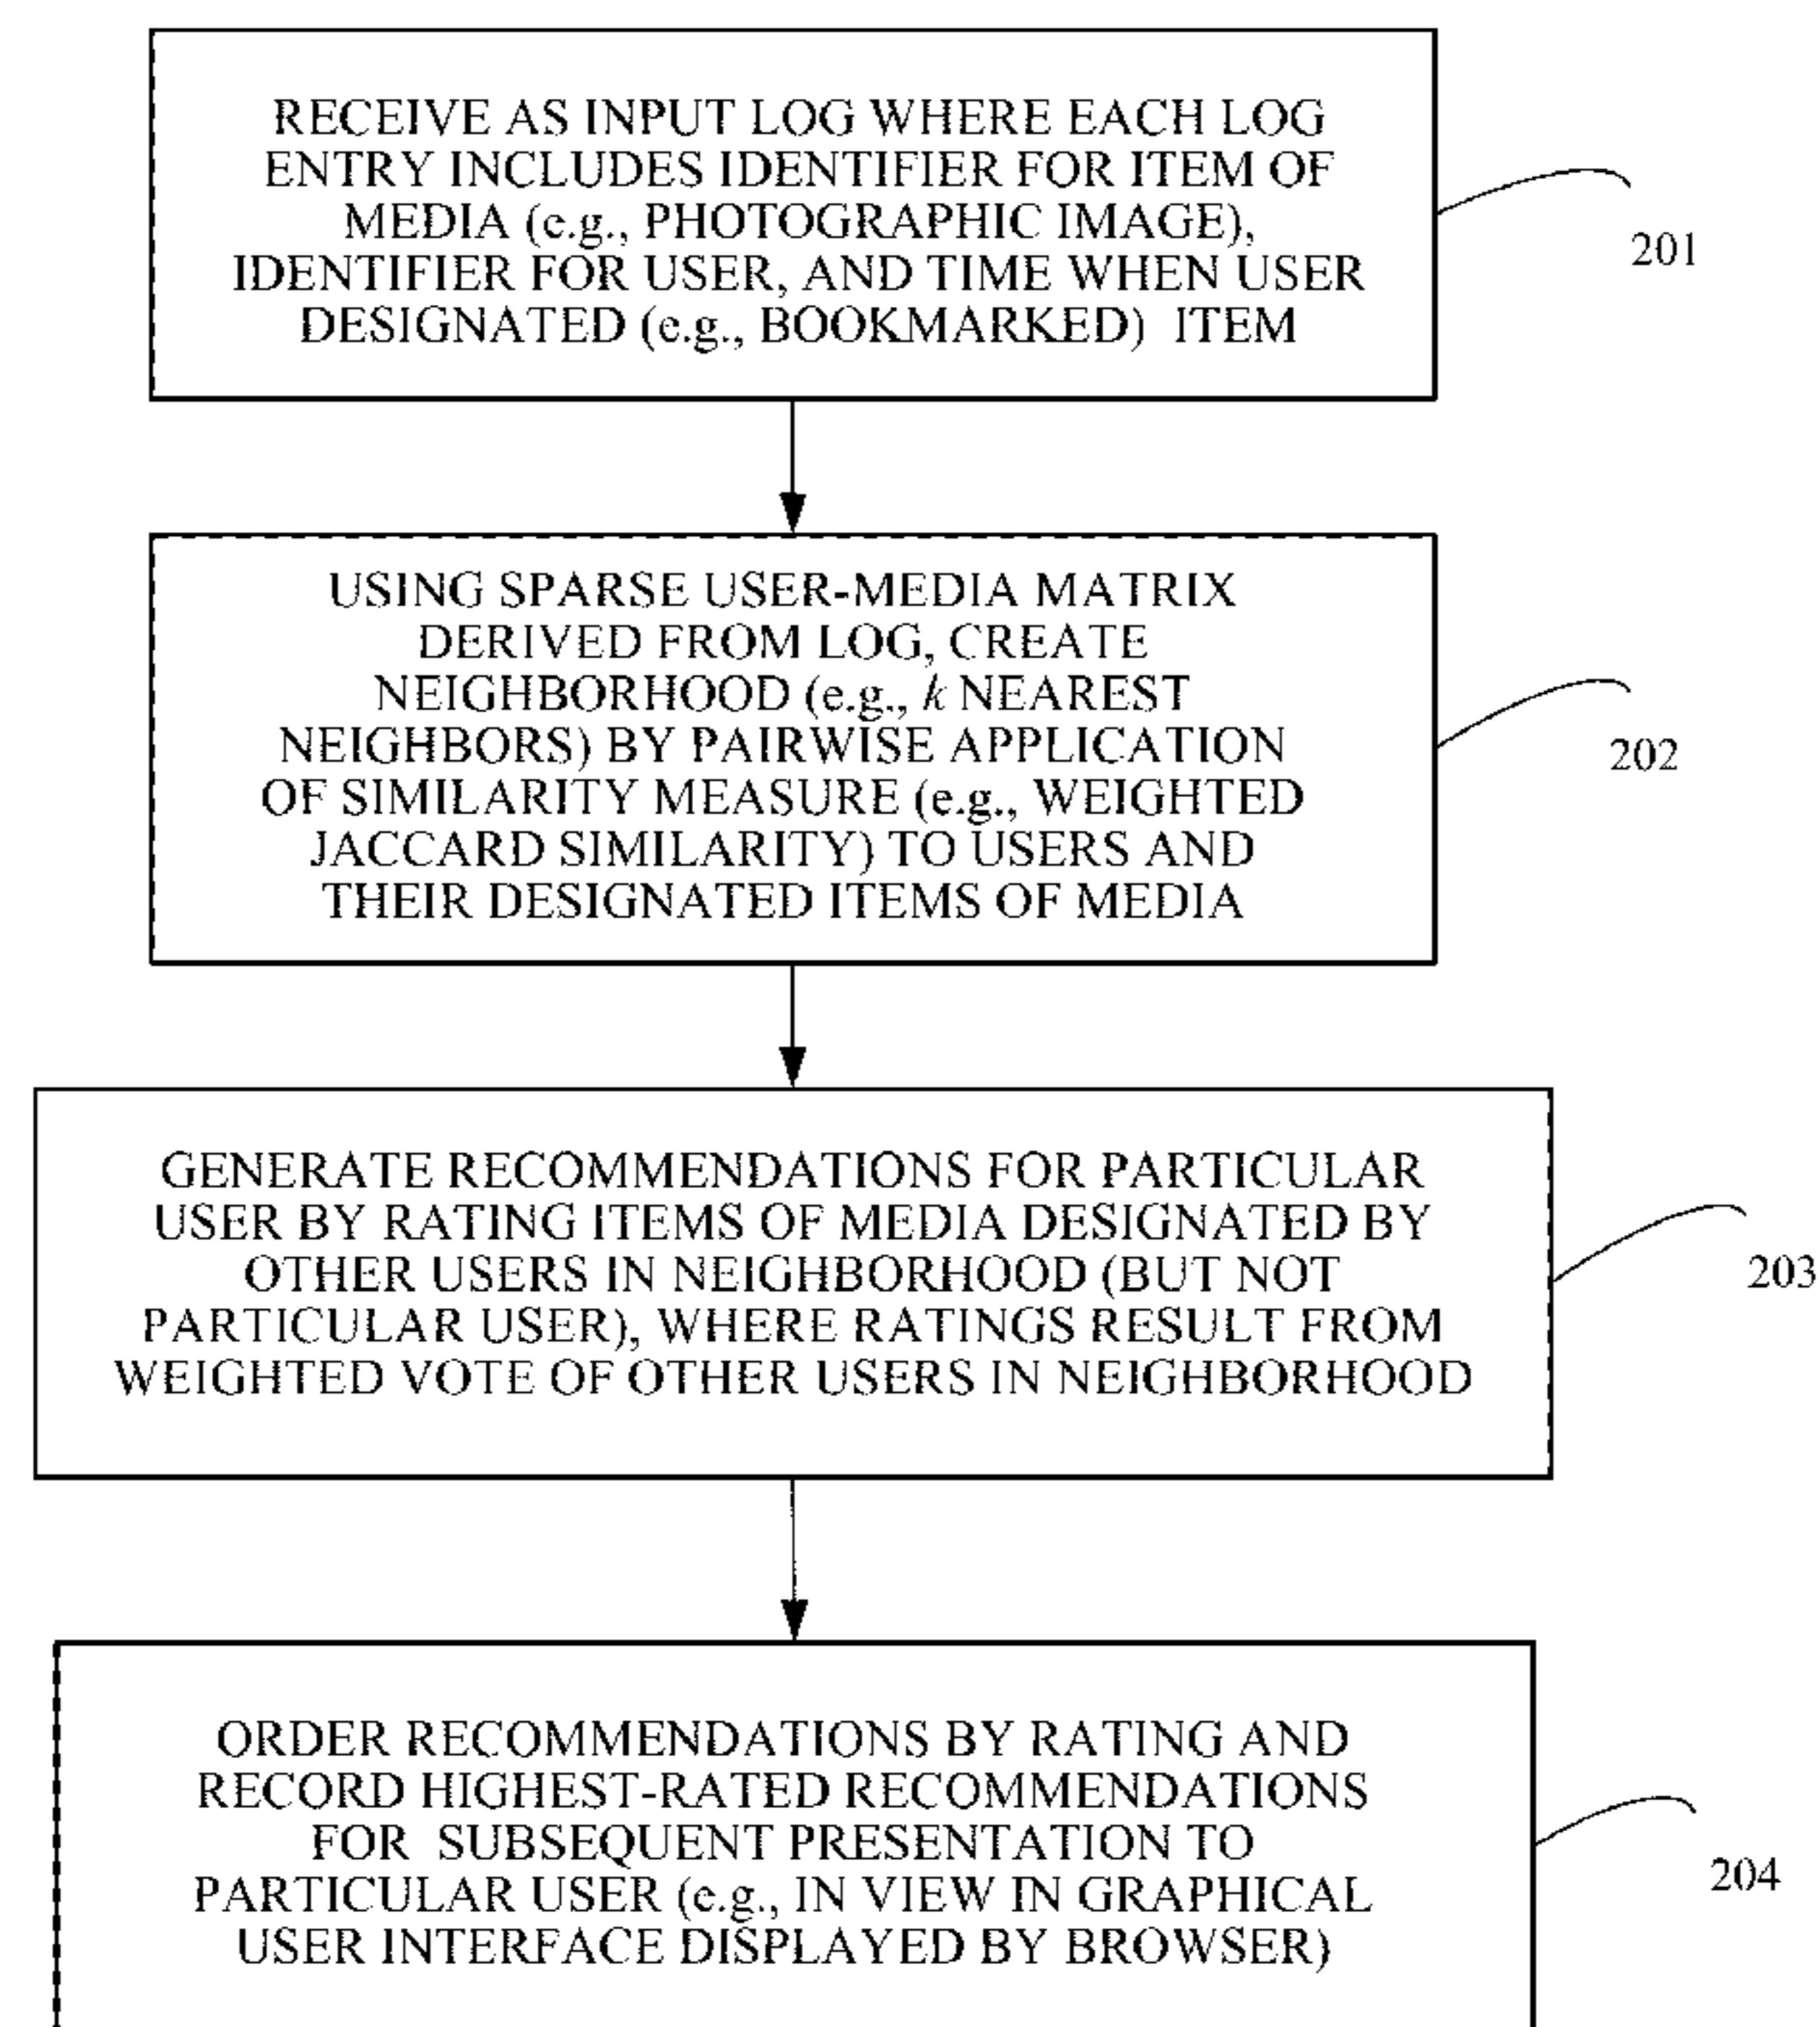 RECEIVE AS INPUT LOG WHERE EACH LOG
ENTRY INCLUDES IDENTIFIER FOR ITEM OF
MEDIA (e.g., PHOTOGRAPHIC IMAGE),
IDENTIFIER FOR USER, AND TIME WHEN USER
DESIGNATED (e.g., BOOKMARKED) ITEM
201
USING SPARSE USER-MEDIA MATRIX
DERIVED FROM LOG, CREATE
NEIGHBORHOOD (e.g., k NEAREST
NEIGHBORS) BY PAIRWISE APPLICATION
OF SIMILARITY MEASURE (e.g., WEIGHTED
JACCARD SIMILARITY) TO USERS AND
THEIR DESIGNATED ITEMS OF MEDIA
202
GENERATE RECOMMENDATIONS FOR PARTICULAR
USER BY RATING ITEMS OF MEDIA DESIGNATED BY
OTHER USERS IN NEIGHBORHOOD (BUT NOT
PARTICULAR USER), WHERE RATINGS RESULT FROM
WEIGHTED VOTE OF OTHER USERS IN NEIGHBORHOOD
203
ORDER RECOMMENDATIONS BY RATING AND
RECORD HIGHEST-RATED RECOMMENDATIONS
FOR SUBSEQUENT PRESENTATION TO
PARTICULAR USER (e.g., IN VIEW IN GRAPHICAL
USER INTERFACE DISPLAYED BY BROWSER)
204